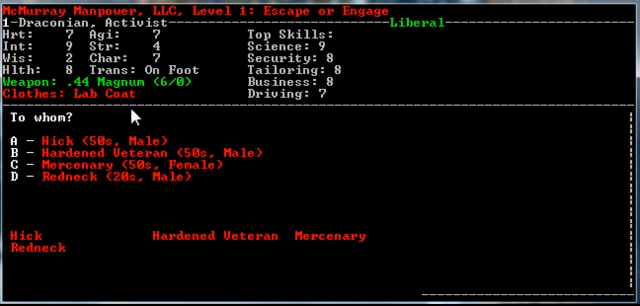 McMurray Manpower, LLC, Level 1: Escape or Engage
1-Draconian, Activist Liberal
Hrt: 7 Agi: 7 Top Skills:
Int: 9 Str: 4 Science: 9
Wis: 2 Char: 7 Security: 8
Hlth: 8 Trans: On Foot Tailoring: 8
Weapon: .44 Magnum (6/0) Business: 8
Clothes: Lab Coat Driving: 7
To whom?
A - Hick (50s, Male)
B - Hardened Veteran (50s, Male)
C - Mercenary (50s, Female)
D - Redneck (20s, Male)
Hick Hardened Veteran Mercenary
Redneck